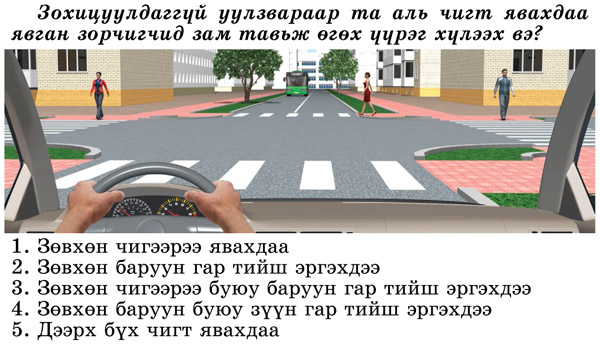 Зохицуулдаггүй уулзвараар та аль чигт явахдаа
явган зорчигчид зам тавьж өгөх үүрэг хүлээх вэ?
1. Зөвхөн чигээрээ явахдаа
2. Зөвхөн баруун гар тийш эргэхдээ
3. Зөвхөн чигээрээ буюу баруун гар тийш эргэхдээ
4. Зөвхөн баруун буюу зүүн гар тийш эргэхдээ
5. Дээрх бүх чигт явахдаа